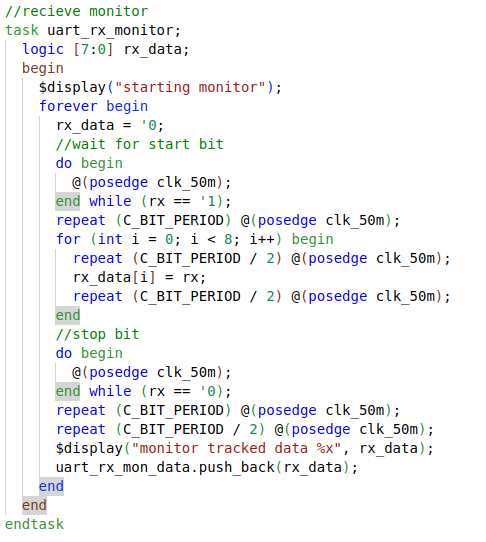 //recieve monitor
task uart_rx_monitor;
logic [7:0] rx_data;
begin
$display("starting monitor");
forever begin
rx_data = '0;
//wait for start bit
do begin
@(posedge clk_50m);
end while (rx == '1);
repeat (C_BIT_PERIOD) @(posedge clk_50m);
for (int i = 0; i < 8; i++) begin
repeat (C_BIT_PERIOD / 2) @(posedge clk_50m);
rx_data[i] = rx;
repeat (C_BIT_PERIOD / 2) @(posedge clk_50m);
end
//stop bit
do begin
@(posedge clk_50m);
end while (rx == '0);
repeat (C_BIT_PERIOD) @(posedge clk_50m);
repeat (C_BIT_PERIOD / 2) @(posedge clk_50m);
$display("monitor tracked data %x", rx_data);
uart_rx_mon_data.push_back(rx_data);
end
end
endtask